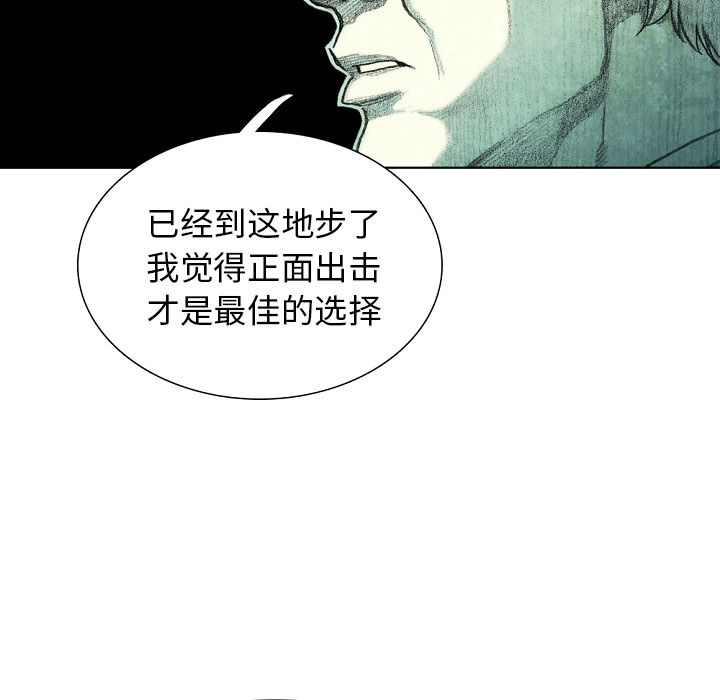 已经到这地步了
我觉得正面出击
才是最佳的选择